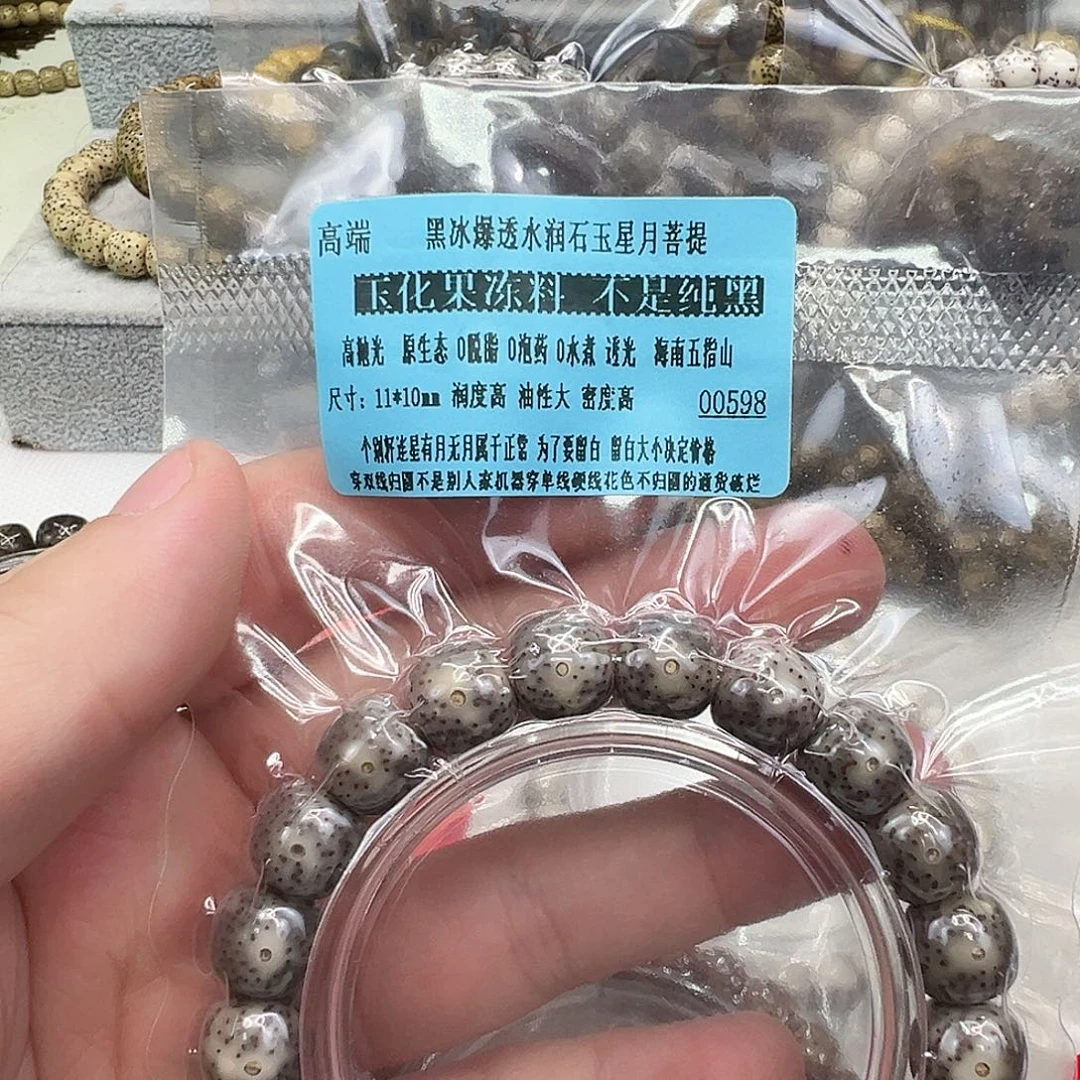 高端 黑冰爆透水润石玉星月菩提
玉化果冻料 不是纯黑
高抛光 原生态 0脱脂 0泡药 0水煮 透光 海南五指山
尺寸: 11*10mm 润度高 油性大 密度高 00598
个别籽连星有月无月属于正常 为了要留白 留白大小决定价格
穿双线归圆不是别人豪机器穿单线硬线花色不归圆的通货破烂